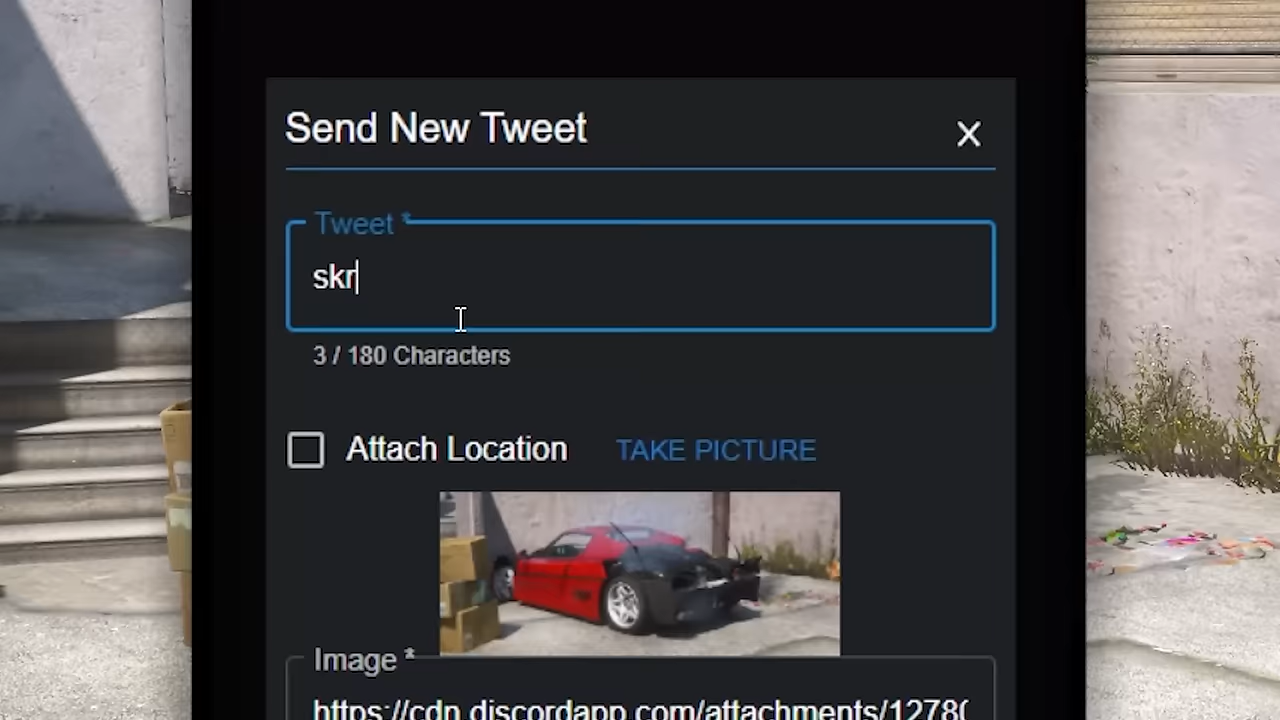 Send New Tweet
Tweet *
skr
3 / 180 Characters
Attach Location
TAKE PICTURE
Image *
https://cdn.discordapp.com/attachments/1278